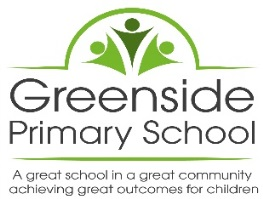 Greenside
Primary School
A great school in a great community
achieving great outcomes for children